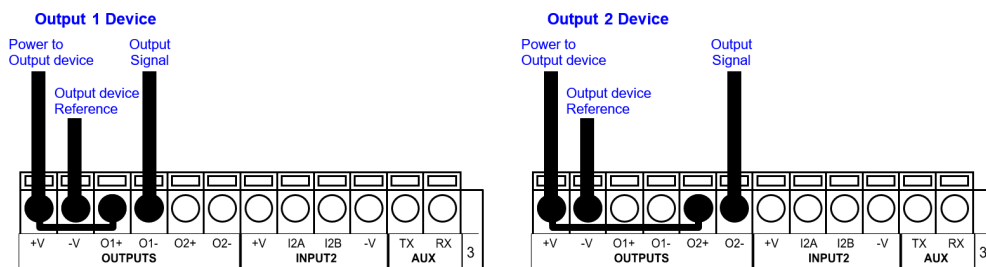 Output 1 Device
Power to
Output device
Output
Signal
Output device
Reference
+V -V O1+ O1- O2+ O2- +V I2A I2B -V TX RX
OUTPUTS INPUT2 AUX 3
Output 2 Device
Power to
Output device
Output
Signal
Output device
Reference
+V -V O1+ O1- O2+ O2- +V I2A I2B -V TX RX
OUTPUTS INPUT2 AUX 3